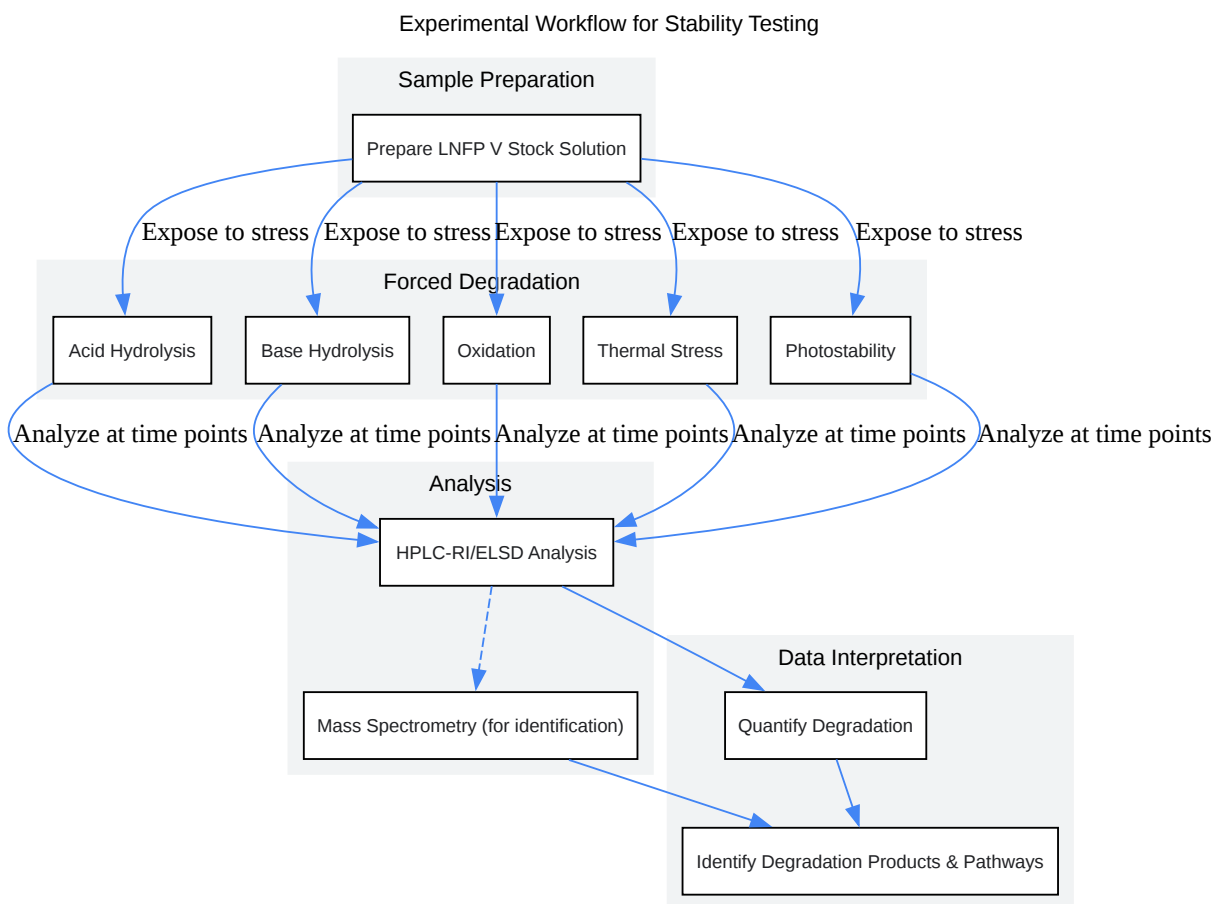 Experimental Workflow for Stability Testing
Sample Preparation
Prepare LNFP V Stock Solution
Expose to stress
Expose to stress
Expose to stress
Expose to stress
Expose to stress
Forced Degradation
Acid Hydrolysis
Base Hydrolysis
Oxidation
Thermal Stress
Photostability
Analyze at time points
Analyze at time points
Analyze at time points
Analyze at time points
Analyze at time points
Analysis
HPLC-RI/ELSD Analysis
Data Interpretation
Mass Spectrometry (for identification)
Quantify Degradation
Identify Degradation Products & Pathways